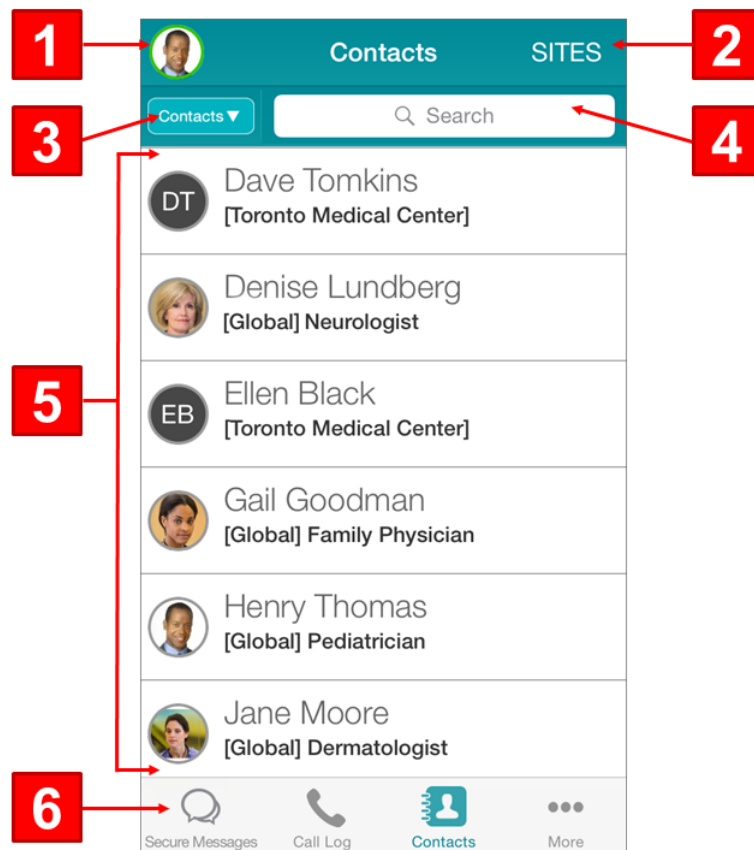 1
Contacts
SITES
2
3
Contacts ▼
Search
4
DT
Dave Tomkins
[Toronto Medical Center]
Denise Lundberg
[Global] Neurologist
5
EB
Ellen Black
[Toronto Medical Center]
Gail Goodman
[Global] Family Physician
Henry Thomas
[Global] Pediatrician
Jane Moore
[Global] Dermatologist
6
Secure Messages
Call Log
Contacts
More